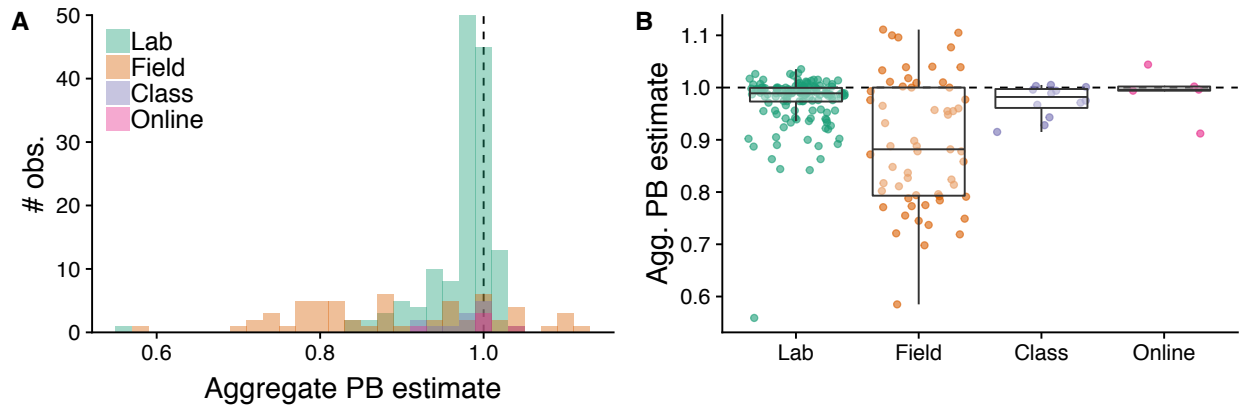 A
50
40
30
20
10
0
# obs.
Lab
Field
Class
Online
0.6
0.8
1.0
Aggregate PB estimate
B
1.1
1.0
0.9
0.8
0.7
0.6
Agg. PB estimate
Lab
Field
Class
Online